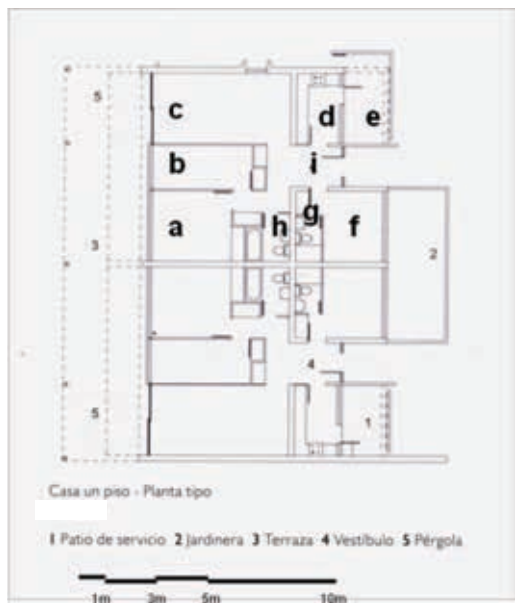 5
c
d
e
b
i
g
a
h
f
3
2
4
5
1
Casa un piso - Planta tipo
1 Patio de servicio 2 Jardinera 3 Terraza 4 Vestíbulo 5 Pérgola
1m 3m 5m 10m